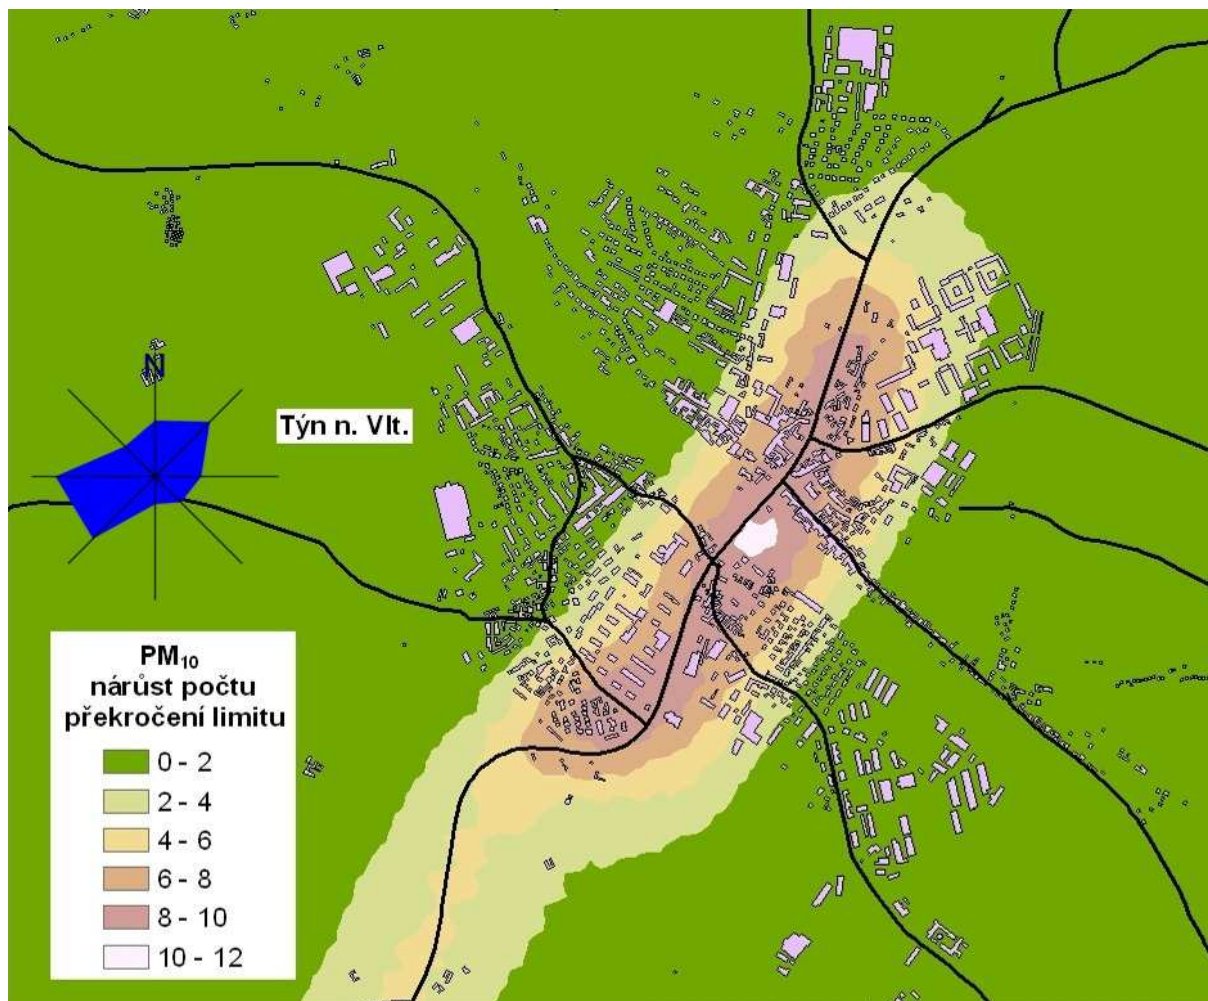 N
Týn n. Vlt.
PM₁₀
nárůst počtu
překročení limitu
0 - 2
2 - 4
4 - 6
6 - 8
8 - 10
10 - 12